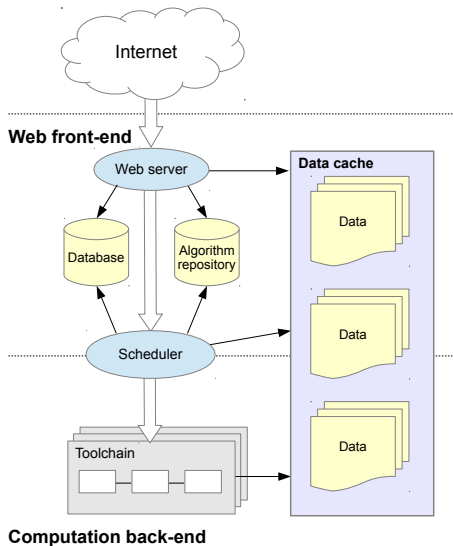 Internet
Web front-end
Web server
Data cache
Data
Database
Algorithm
repository
Data
Scheduler
Data
Toolchain
Computation back-end